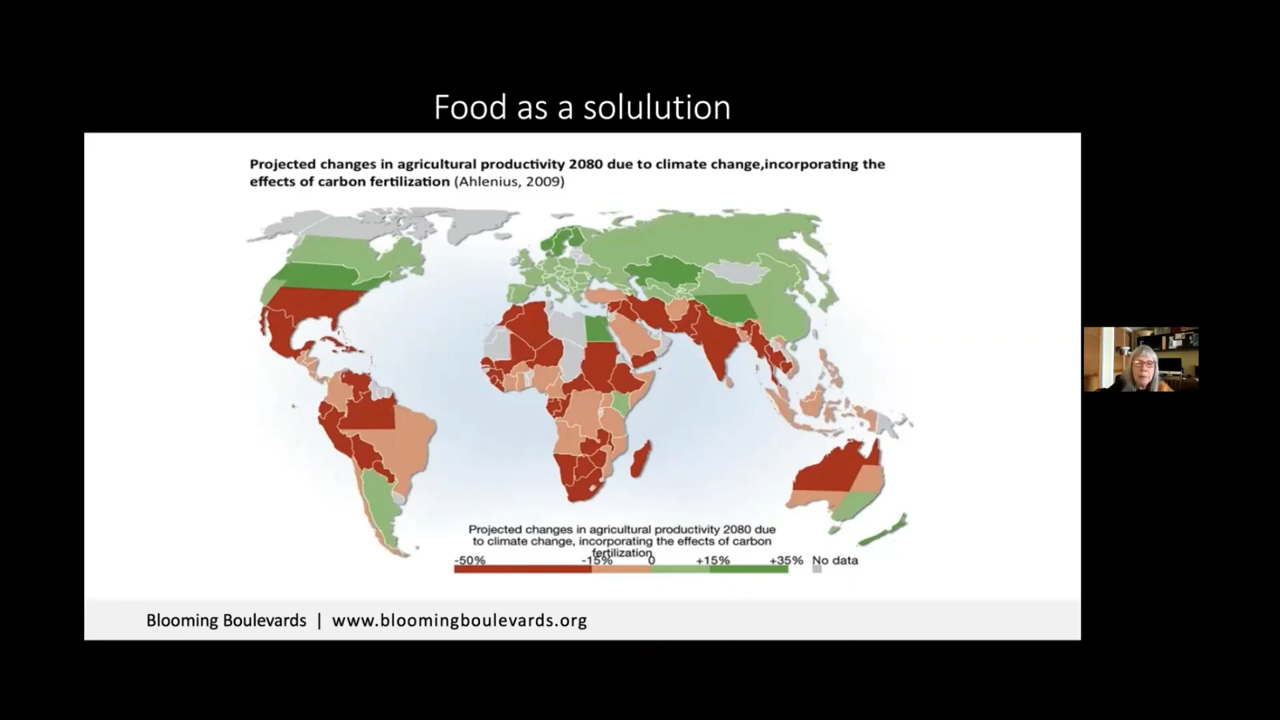 Food as a solulution
Projected changes in agricultural productivity 2080 due to climate change,incorporating the
effects of carbon fertilization (Ahlenius, 2009)
Projected changes in agricultural productivity 2080 due
to climate change, incorporating the effects of carbon
fertilization
-50% -15% 0 +15% +35% No data
Blooming Boulevards | www.bloomingboulevards.org